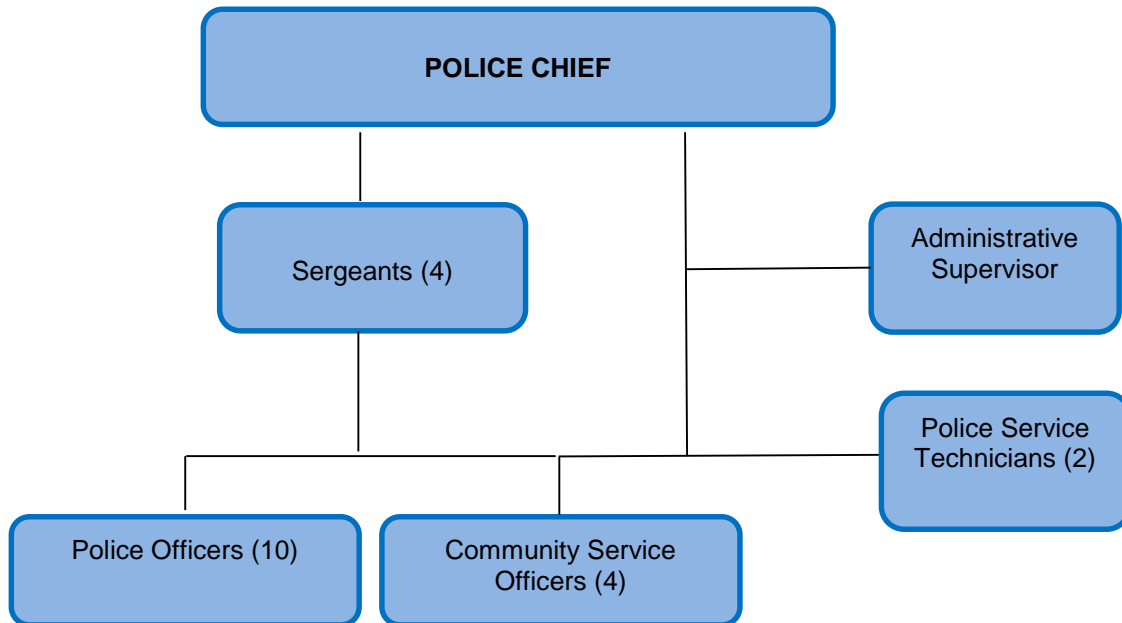 POLICE CHIEF
Sergeants (4)
Administrative
Supervisor
Police Service
Technicians (2)
Police Officers (10)
Community Service
Officers (4)